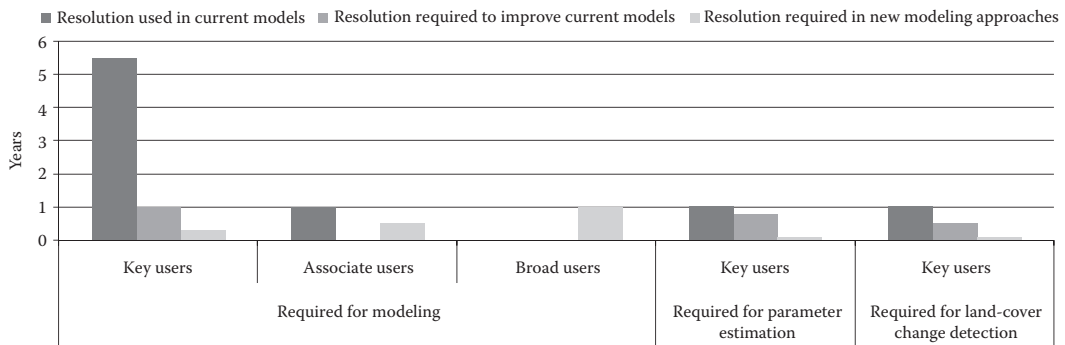 Resolution used in current models Resolution required to improve current models Resolution required in new modeling approaches
6
5
4
3
2
1
0
Years
Key users Associate users Broad users Key users Key users
Required for modeling
Required for parameter
estimation
Required for land-cover
change detection